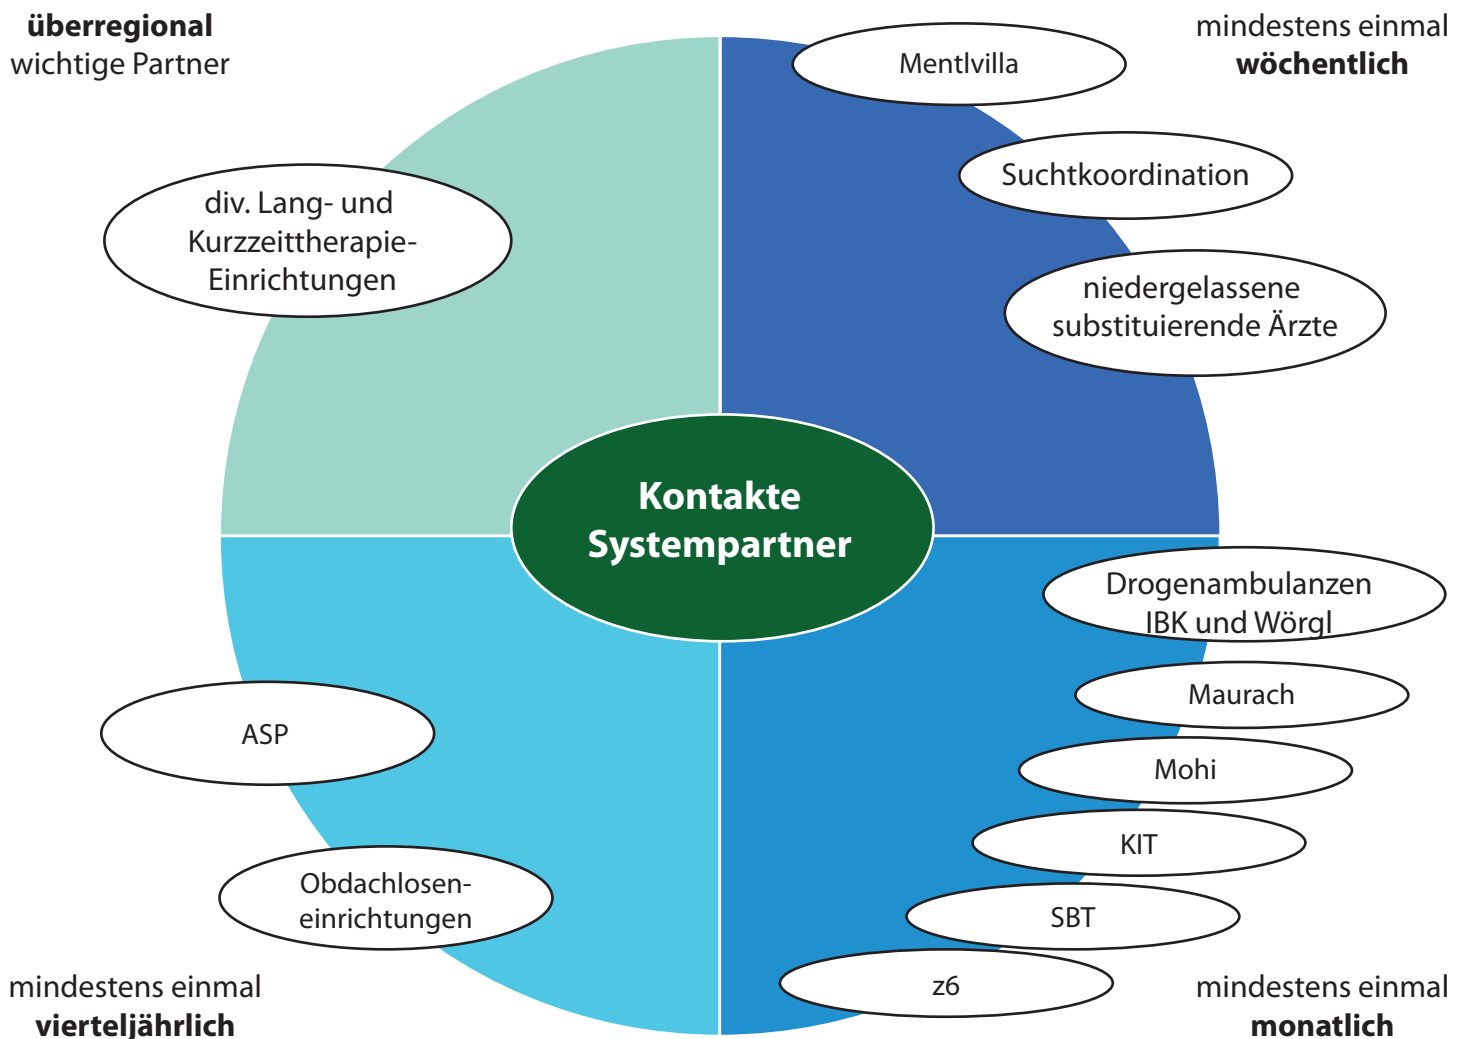 überregional
wichtige Partner
mindestens einmal
wöchentlich
Mentlvilla
Suchtkoordination
niedergelassene
substituierende Ärzte
div. Lang- und
Kurzzeittherapie-
Einrichtungen
Kontakte
Systempartner
Drogenambulanzen
IBK und Wörgl
Maurach
Mohi
KIT
SBT
z6
ASP
Obdachlosen-
einrichtungen
mindestens einmal
vierteljährlich
mindestens einmal
monatlich